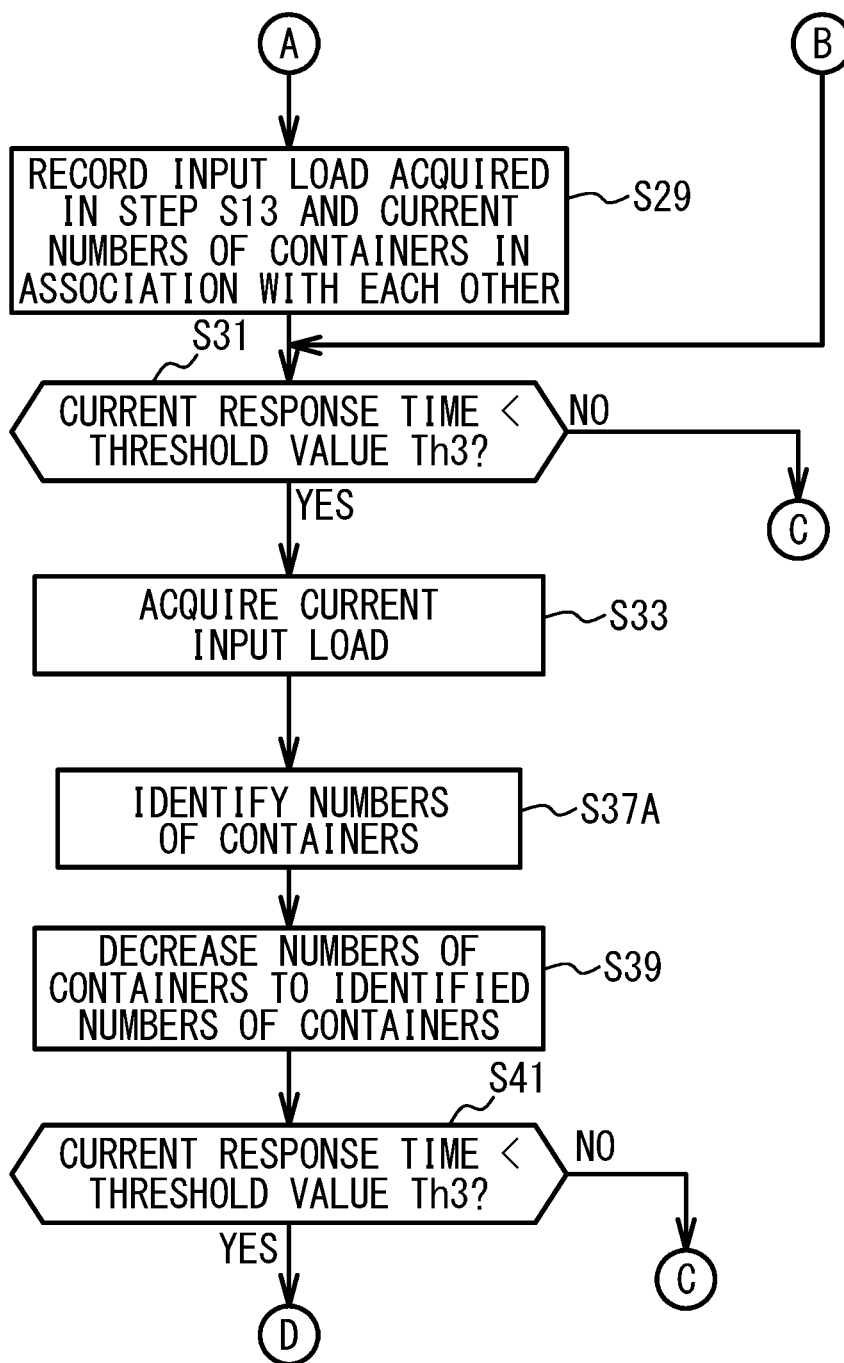 A
B
RECORD INPUT LOAD ACQUIRED
IN STEP S13 AND CURRENT
NUMBERS OF CONTAINERS IN
ASSOCIATION WITH EACH OTHER
S29
S31
CURRENT RESPONSE TIME <
THRESHOLD VALUE Th3?
NO
YES
C
ACQUIRE CURRENT
INPUT LOAD
S33
IDENTIFY NUMBERS
OF CONTAINERS
S37A
DECREASE NUMBERS OF
CONTAINERS TO IDENTIFIED
NUMBERS OF CONTAINERS
S39
S41
CURRENT RESPONSE TIME <
THRESHOLD VALUE Th3?
NO
YES
C
D